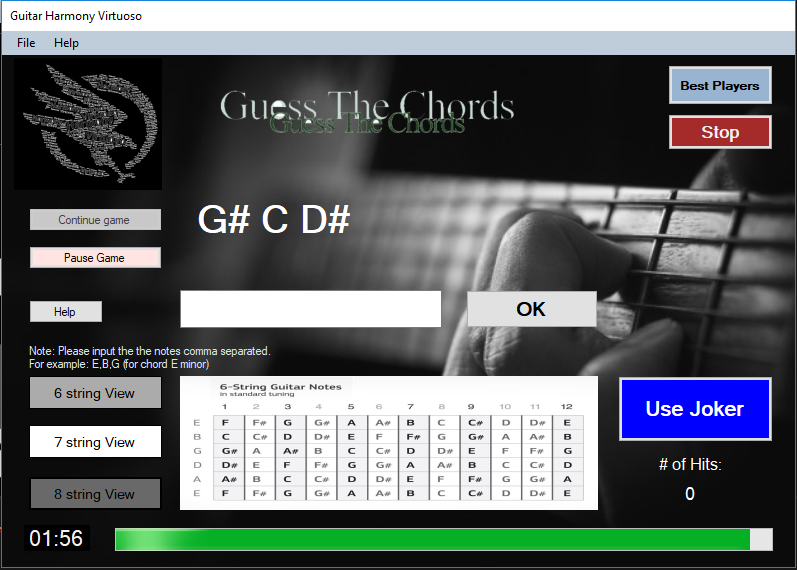 Guitar Harmony Virtuoso
File Help
Guess The Chords
Guess The Chords
Best Players
Stop
Continue game
G# C D#
Pause Game
Help
OK
Note: Please input the the notes comma separated.
For example: E,B,G (for chord E minor)
6 string View
7 string View
8 string View
6-String Guitar Notes
in standard tuning
1 2 3 4 5 6 7 8 9 10 11 12
E F F# G G# A A# B C C# D D# E
B C C# D D# E F F# G G# A A# B
G G# A A# B C C# D D# E F F# G
D D# E F F# G G# A A# B C C# D
A A# B C C# D D# E F F# G G# A
E F F# G G# A A# B C C# D D# E
Use Joker
# of Hits:
0
01:56